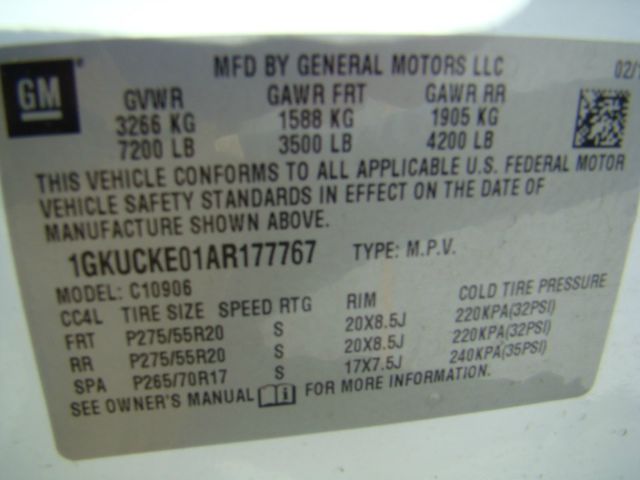 GM
MFD BY GENERAL MOTORS LLC 02/1
GVWR GAWR FRT GAWR RR
3266 KG 1588 KG 1905 KG
7200 LB 3500 LB 4200 LB
THIS VEHICLE CONFORMS TO ALL APPLICABLE U.S. FEDERAL MOTOR
VEHICLE SAFETY STANDARDS IN EFFECT ON THE DATE OF
MANUFACTURE SHOWN ABOVE.
1GKUCKE01AR177767 TYPE: M.P.V.
MODEL: C10906
CC4L TIRE SIZE SPEED RTG RIM COLD TIRE PRESSURE
FRT P275/55R20 S 20X8.5J 220KPA(32PSI)
RR P275/55R20 S 20X8.5J 220KPA(32PSI)
SPA P265/70R17 S 17X7.5J 240KPA(35PSI)
SEE OWNER'S MANUAL FOR MORE INFORMATION.